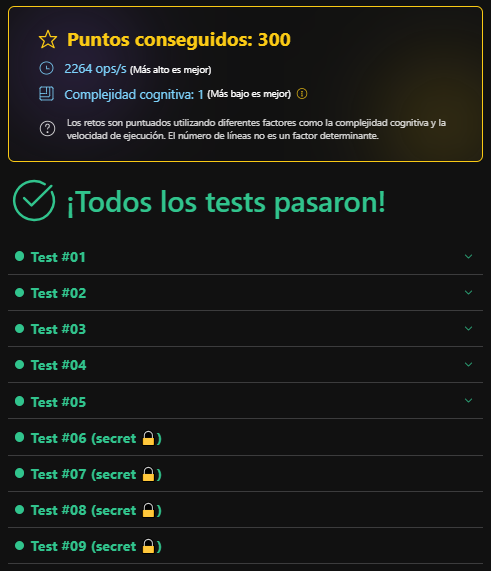 Puntos conseguidos: 300
2264 ops/s (Más alto es mejor)
Complejidad cognitiva: 1 (Más bajo es mejor)
Los retos son puntuados utilizando diferentes factores como la complejidad cognitiva y la
velocidad de ejecución. El número de líneas no es un factor determinante.
¡Todos los tests pasaron!
Test #01
Test #02
Test #03
Test #04
Test #05
Test #06 (secret 🔒)
Test #07 (secret 🔒)
Test #08 (secret 🔒)
Test #09 (secret 🔒)